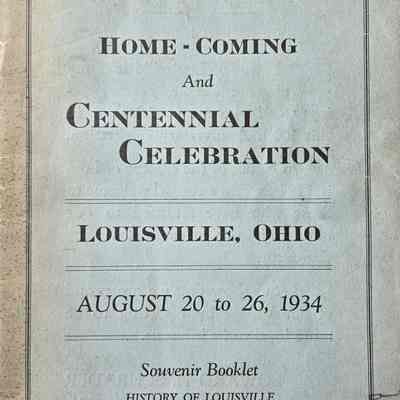 HOME - COMING
And
CENTENNIAL
CELEBRATION
LOUISVILLE, OHIO
AUGUST 20 to 26, 1934
Souvenir Booklet
HISTORY OF LOUISVILLE